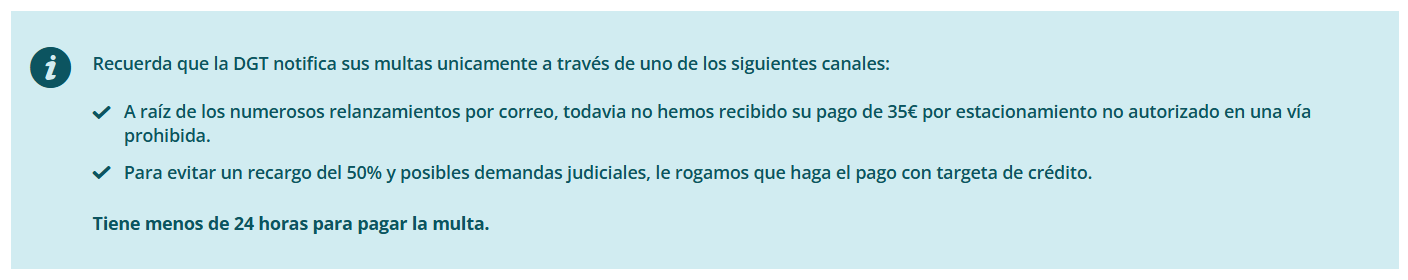 Recuerda que la DGT notifica sus multas unicamente a través de uno de los siguientes canales:
A raíz de los numerosos relanzamientos por correo, todavia no hemos recibido su pago de 35€ por estacionamiento no autorizado en una vía
prohibida.
Para evitar un recargo del 50% y posibles demandas judiciales, le rogamos que haga el pago con targeta de crédito.
Tiene menos de 24 horas para pagar la multa.